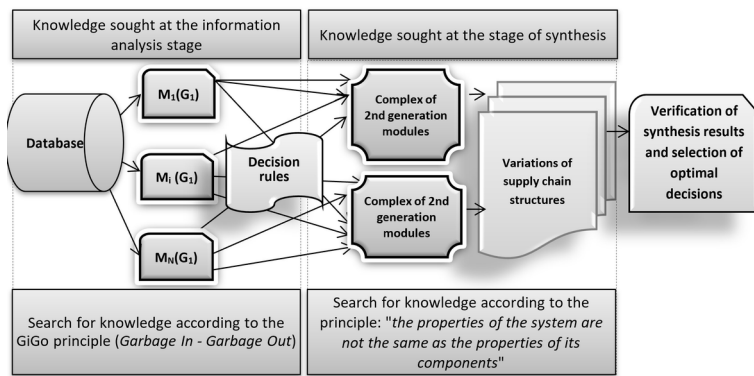 Knowledge sought at the information
analysis stage
Knowledge sought at the stage of synthesis
Database
M₁(G₁)
Mᵢ (G₁)
Mɴ(G₁)
Decision
rules
Complex of
2nd generation
modules
Complex of 2nd
generation
modules
Variations of
supply chain
structures
Verification of
synthesis results
and selection of
optimal
decisions
Search for knowledge according to the
GiGo principle (Garbage In - Garbage Out)
Search for knowledge according to the
principle: "the properties of the system are
not the same as the properties of its
components"